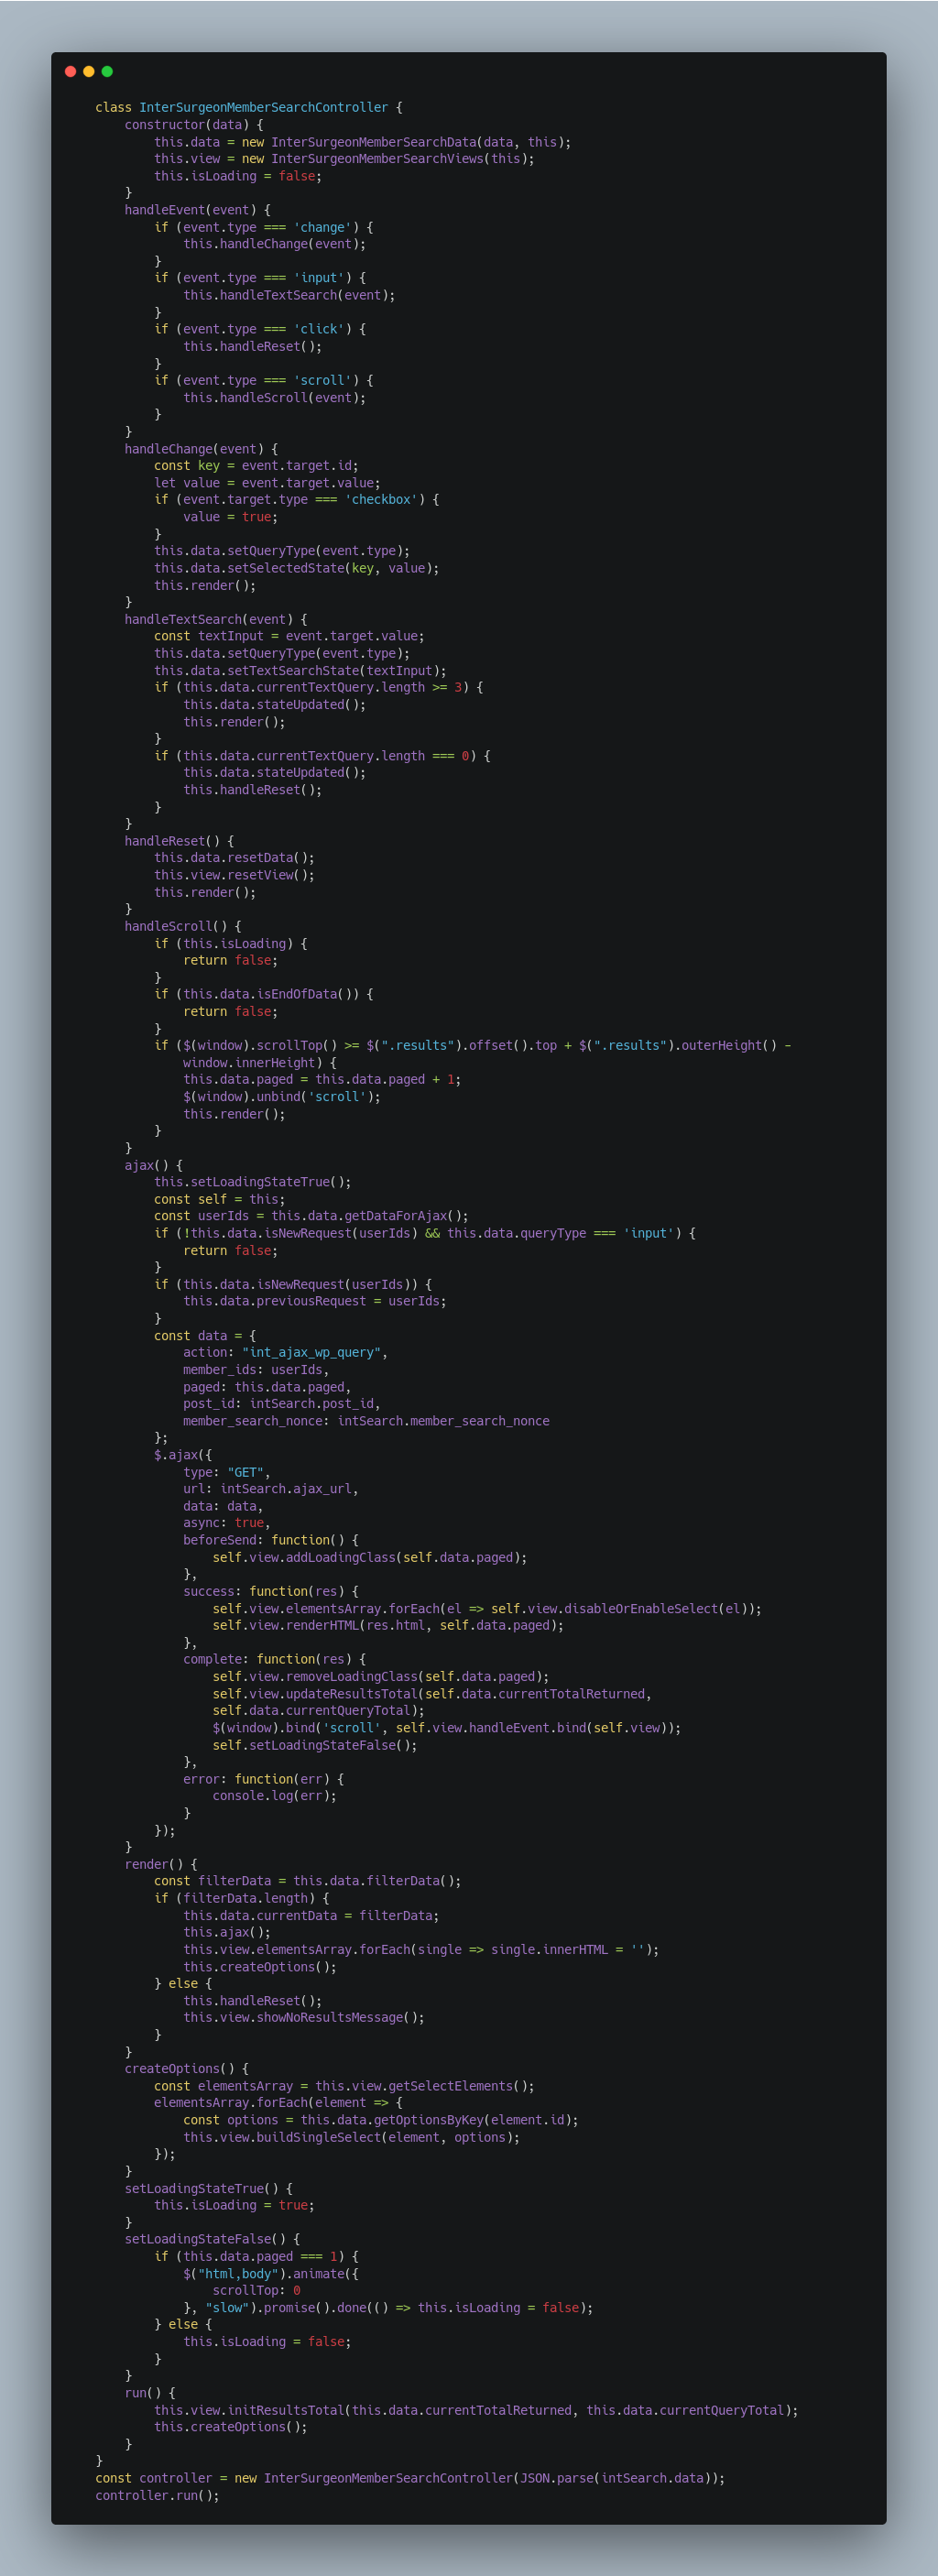 class InterSurgeonMemberSearchController {
    constructor(data) {
        this.data = new InterSurgeonMemberSearchData(data, this);
        this.view = new InterSurgeonMemberSearchViews(this);
        this.isLoading = false;
    }
    handleEvent(event) {
        if (event.type === 'change') {
            this.handleChange(event);
        }
        if (event.type === 'input') {
            this.handleTextSearch(event);
        }
        if (event.type === 'click') {
            this.handleReset();
        }
        if (event.type === 'scroll') {
            this.handleScroll(event);
        }
    }
    handleChange(event) {
        const key = event.target.id;
        let value = event.target.value;
        if (event.target.type === 'checkbox') {
            value = true;
        }
        this.data.setQueryType(event.type);
        this.data.setSelectedState(key, value);
        this.render();
    }
    handleTextSearch(event) {
        const textInput = event.target.value;
        this.data.setQueryType(event.type);
        this.data.setTextSearchState(textInput);
        if (this.data.currentTextQuery.length >= 3) {
            this.data.stateUpdated();
            this.render();
        }
        if (this.data.currentTextQuery.length === 0) {
            this.data.stateUpdated();
            this.handleReset();
        }
    }
    handleReset() {
        this.data.resetData();
        this.view.resetView();
        this.render();
    }
    handleScroll() {
        if (this.isLoading) {
            return false;
        }
        if (this.data.isEndOfData()) {
            return false;
        }
        if ($(window).scrollTop() >= $(".results").offset().top + $(".results").outerHeight() -
            window.innerHeight) {
            this.data.paged = this.data.paged + 1;
            $(window).unbind('scroll');
            this.render();
        }
    }
    ajax() {
        this.setLoadingStateTrue();
        const self = this;
        const userIds = this.data.getDataForAjax();
        if (!this.data.isNewRequest(userIds) && this.data.queryType === 'input') {
            return false;
        }
        if (this.data.isNewRequest(userIds)) {
            this.data.previousRequest = userIds;
        }
        const data = {
            action: "int_ajax_wp_query",
            member_ids: userIds,
            paged: this.data.paged,
            post_id: intSearch.post_id,
            member_search_nonce: intSearch.member_search_nonce
        };
        $.ajax({
            type: "GET",
            url: intSearch.ajax_url,
            data: data,
            async: true,
            beforeSend: function() {
                self.view.addLoadingClass(self.data.paged);
            },
            success: function(res) {
                self.view.elementsArray.forEach(el => self.view.disableOrEnableSelect(el));
                self.view.renderHTML(res.html, self.data.paged);
            },
            complete: function(res) {
                self.view.removeLoadingClass(self.data.paged);
                self.view.updateResultsTotal(self.data.currentTotalReturned,
                self.data.currentQueryTotal);
                $(window).bind('scroll', self.view.handleEvent.bind(self.view));
                self.setLoadingStateFalse();
            },
            error: function(err) {
                console.log(err);
            }
        });
    }
    render() {
        const filterData = this.data.filterData();
        if (filterData.length) {
            this.data.currentData = filterData;
            this.ajax();
            this.view.elementsArray.forEach(single => single.innerHTML = '');
            this.createOptions();
        } else {
            this.handleReset();
            this.view.showNoResultsMessage();
        }
    }
    createOptions() {
        const elementsArray = this.view.getSelectElements();
        elementsArray.forEach(element => {
            const options = this.data.getOptionsByKey(element.id);
            this.view.buildSingleSelect(element, options);
        });
    }
    setLoadingStateTrue() {
        this.isLoading = true;
    }
    setLoadingStateFalse() {
        if (this.data.paged === 1) {
            $("html,body").animate({
                scrollTop: 0
            }, "slow").promise().done(() => this.isLoading = false);
        } else {
            this.isLoading = false;
        }
    }
    run() {
        this.view.initResultsTotal(this.data.currentTotalReturned, this.data.currentQueryTotal);
        this.createOptions();
    }
}
const controller = new InterSurgeonMemberSearchController(JSON.parse(intSearch.data));
controller.run();